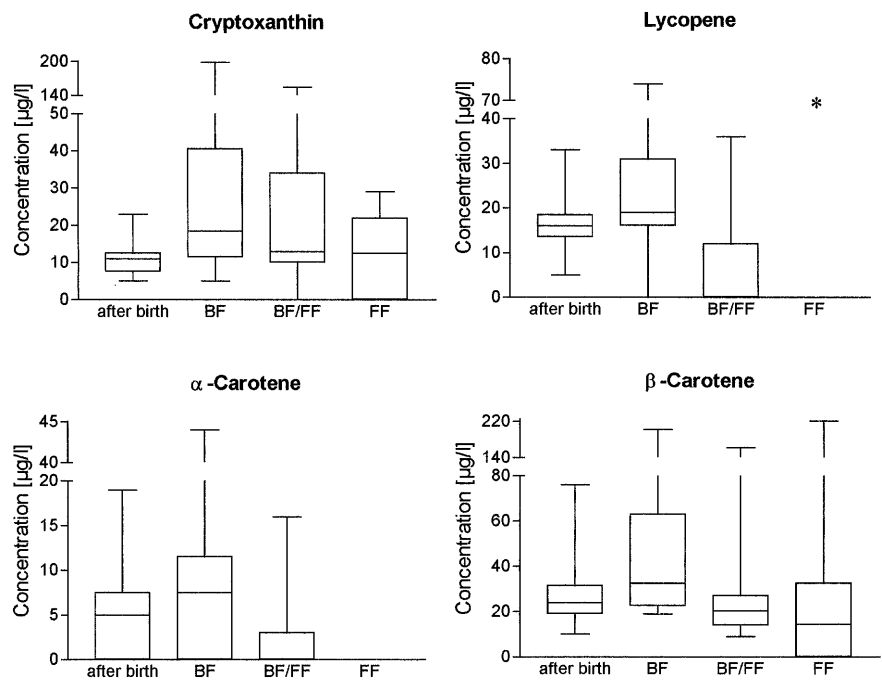 Cryptoxanthin
Concentration [µg/l]
200
140
50
40
30
20
10
0
after birth BF BF/FF FF
Lycopene
Concentration [µg/l]
80
70
40
30
20
10
0
*
after birth BF BF/FF FF
α-Carotene
Concentration [µg/l]
45
40
20
15
10
5
0
after birth BF BF/FF FF
β-Carotene
Concentration [µg/l]
220
140
80
60
40
20
0
after birth BF BF/FF FF